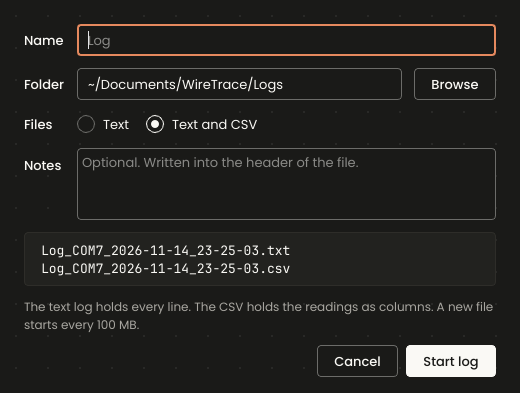 Name Log
Folder ~/Documents/WireTrace/Logs Browse
Files Text Text and CSV
Notes Optional. Written into the header of the file.
Log_COM7_2026-11-14_23-25-03.txt
Log_COM7_2026-11-14_23-25-03.csv
The text log holds every line. The CSV holds the readings as columns. A new file
starts every 100 MB.
Cancel Start log